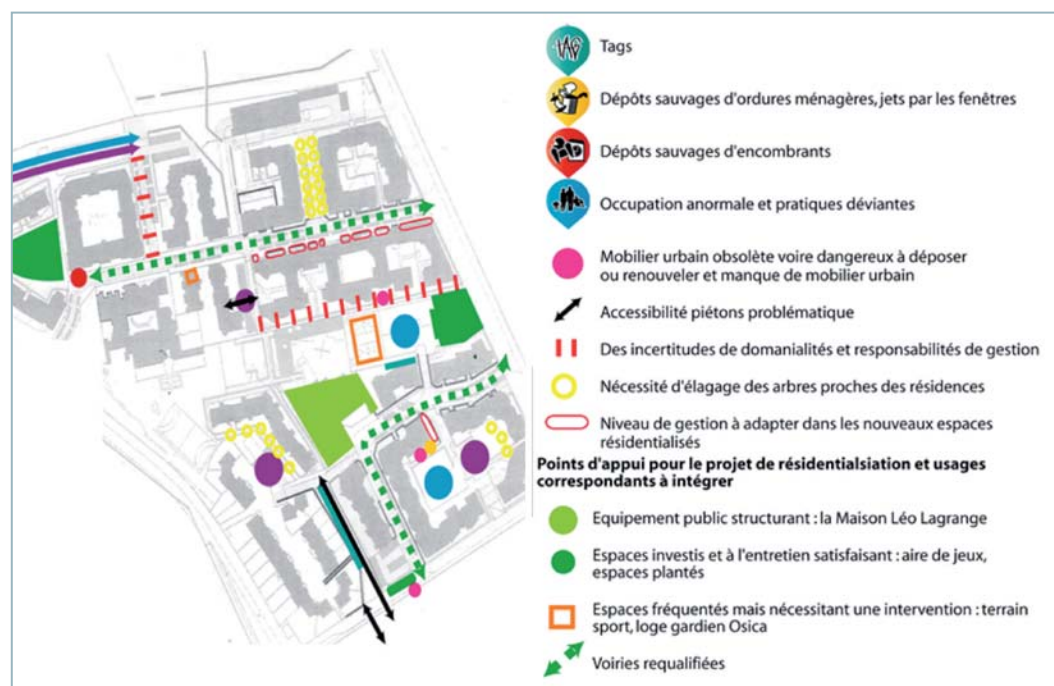 TAG
Tags
Dépôts sauvages d'ordures ménagères, jets par les fenêtres
Dépôts sauvages d'encombrants
Occupation anormale et pratiques déviantes
Mobilier urbain obsolète voire dangereux à déposer
ou renouveler et manque de mobilier urbain
Accessibilité piétons problématique
Des incertitudes de domanialités et responsabilités de gestion
Nécessité d'élagage des arbres proches des résidences
Niveau de gestion à adapter dans les nouveaux espaces
résidentialisés
Points d'appui pour le projet de résidentialsiation et usages
correspondants à intégrer
Equipement public structurant : la Maison Léo Lagrange
Espaces investis et à l'entretien satisfaisant : aire de jeux,
espaces plantés
Espaces fréquentés mais nécessitant une intervention : terrain
sport, loge gardien Osica
Voiries requalifiées